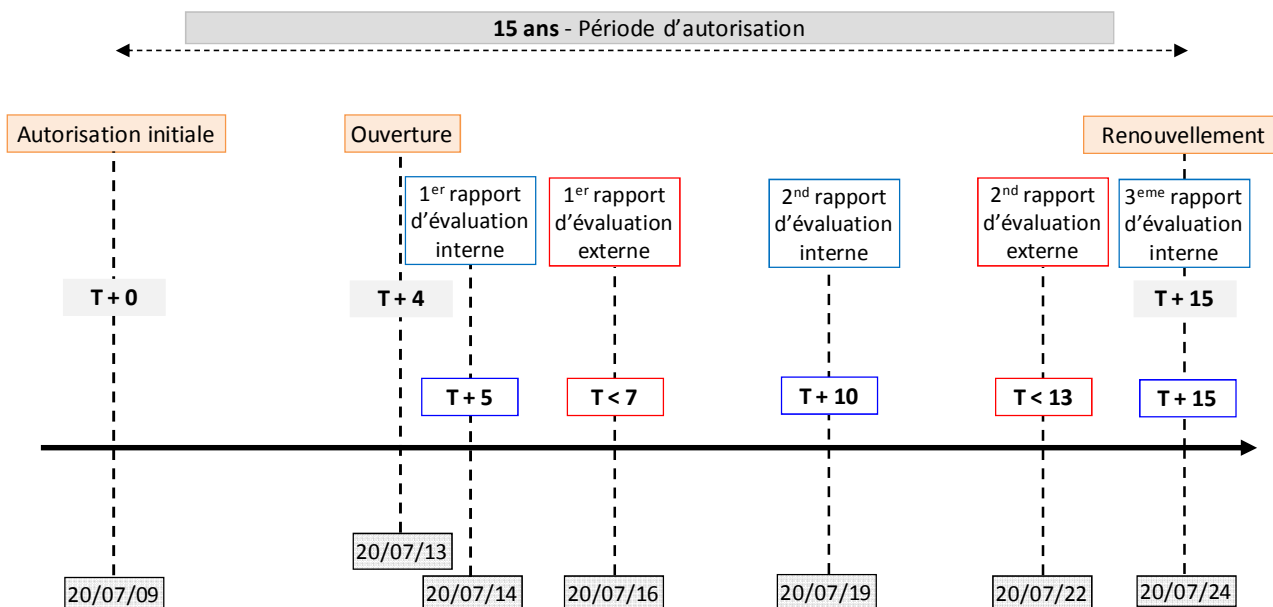 15 ans - Période d'autorisation
Autorisation initiale
Ouverture
Renouvellement
1er rapport
d'évaluation
interne
1er rapport
d'évaluation
externe
2nd rapport
d'évaluation
interne
2nd rapport
d'évaluation
externe
3eme rapport
d'évaluation
interne
T + 0
T + 4
T + 15
T + 5
T < 7
T + 10
T < 13
T + 15
20/07/13
20/07/09
20/07/14
20/07/16
20/07/19
20/07/22
20/07/24